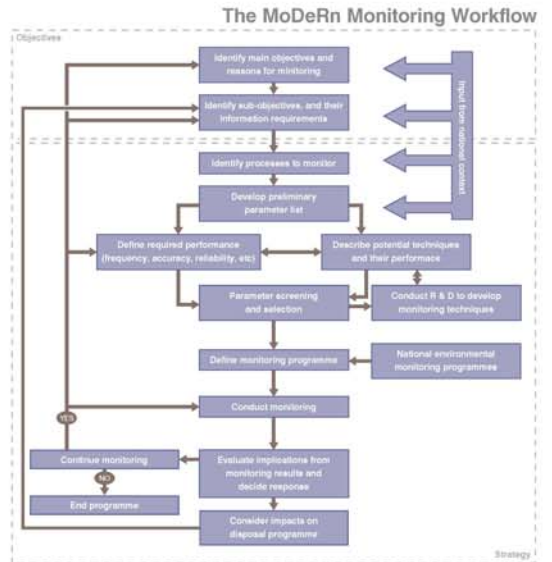 The MoDeRn Monitoring Workflow
Objectives
Identify main objectives and
reasons for minitoring
Identify sub-objectives, and their
information requirements
Input from national context
Identify processes to monitor
Develop preliminary
parameter list
Define required performance
(frequency, accuracy, reliability, etc)
Describe potential techniques
and their performace
Parameter screening
and selection
Conduct R & D to develop
monitoring techniques
Define monitoring programme
National environmental
monitoring programmes
YES
Conduct monitoring
Continue monitoring
Evaluate implications from
monitoring results and
decide response
NO
End programme
Consider impacts on
disposal programme
Strategy